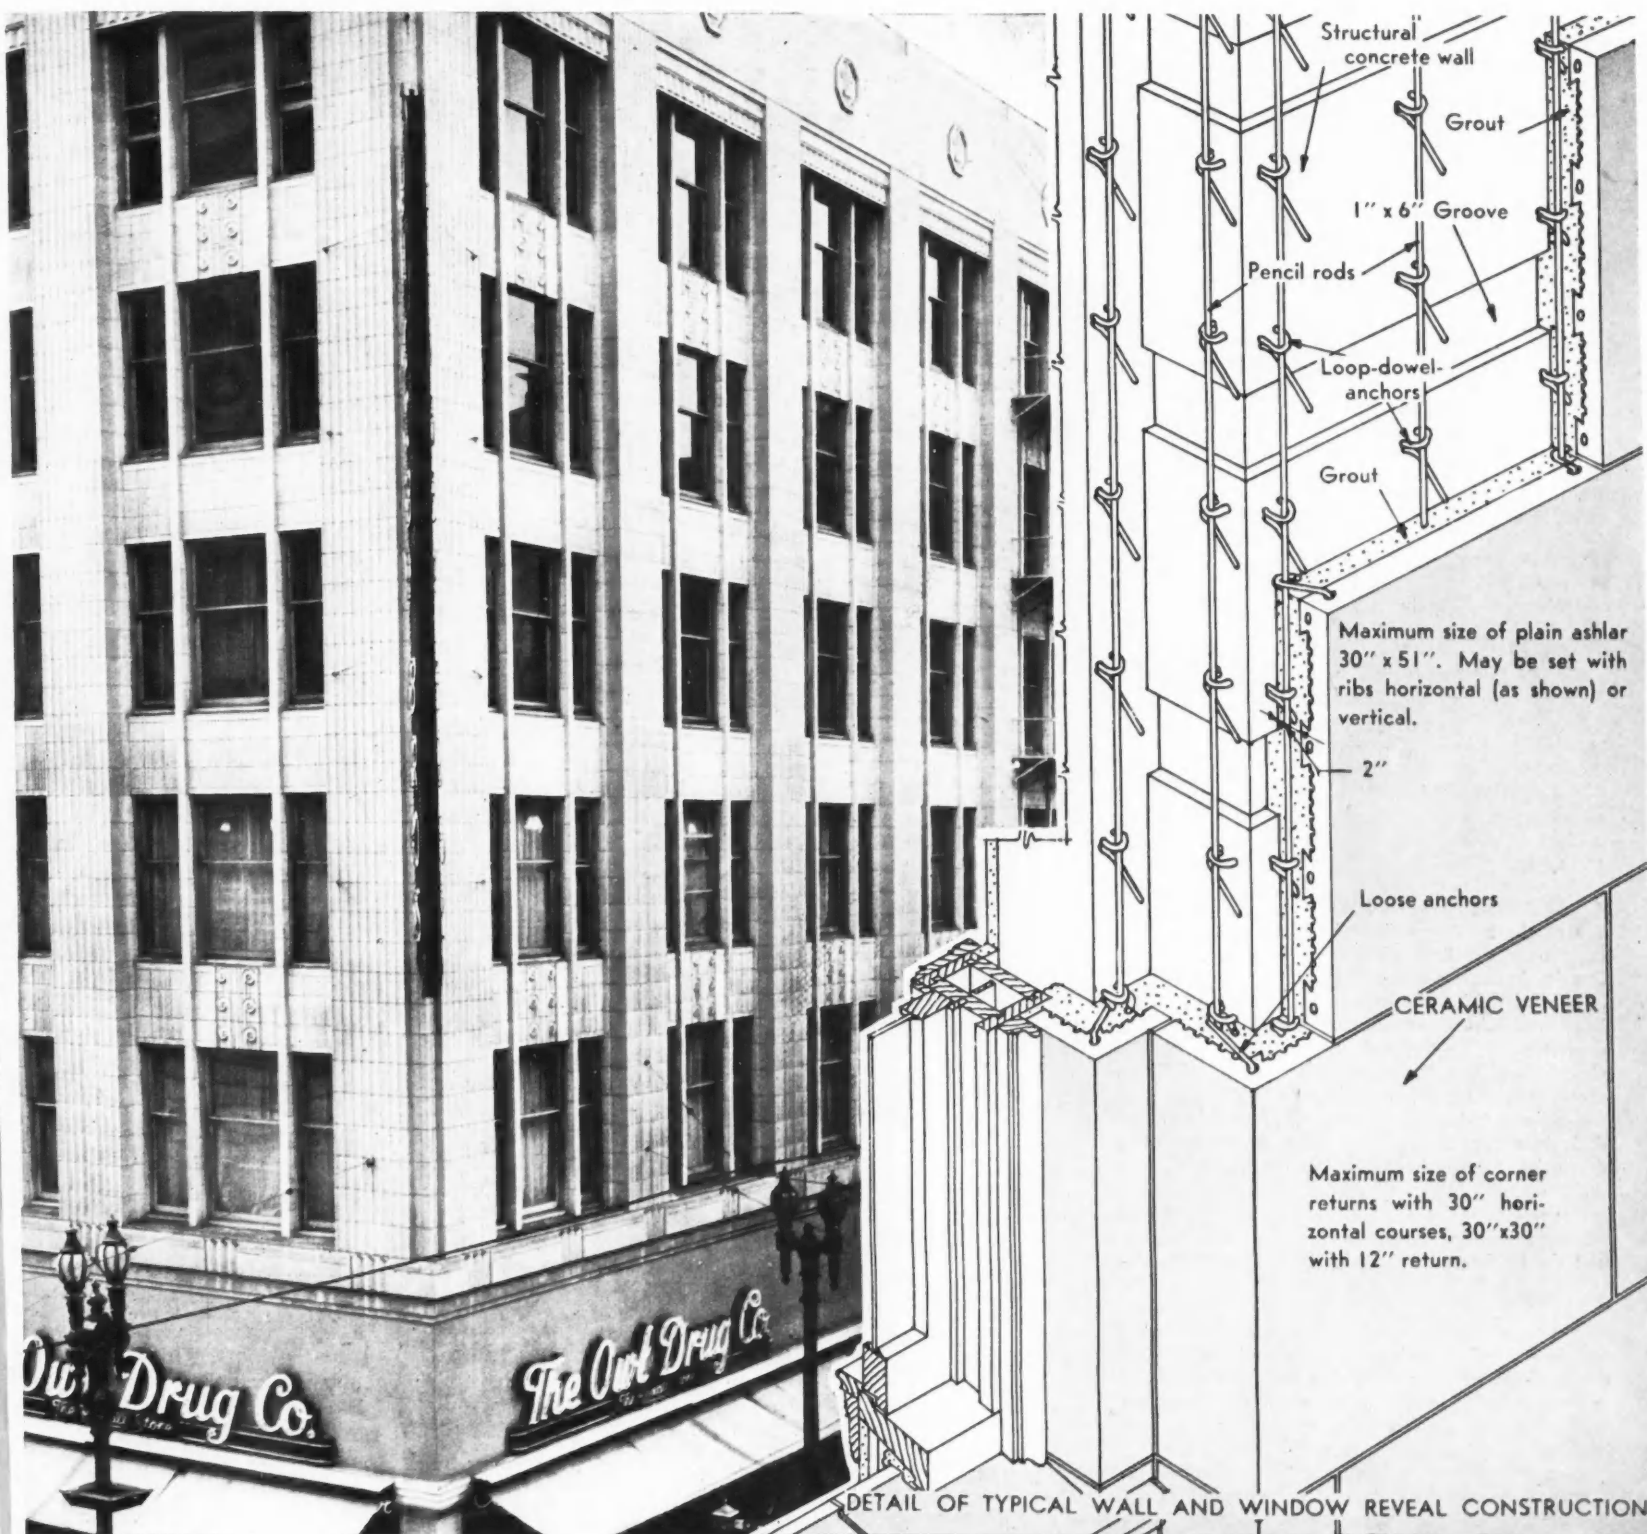 Structural
concrete wall
Grout
1" x 6" Groove
Pencil rods
Loop-dowel-
anchors
Grout
Maximum size of plain ashlar
30" x 51". May be set with
ribs horizontal (as shown) or
vertical.
2"
Loose anchors
CERAMIC VENEER
Maximum size of corner
returns with 30" hori-
zontal courses, 30"x30"
with 12" return.
DETAIL OF TYPICAL WALL AND WINDOW REVEAL CONSTRUCTION
Drug Co.
Store
The Owl Drug Co.